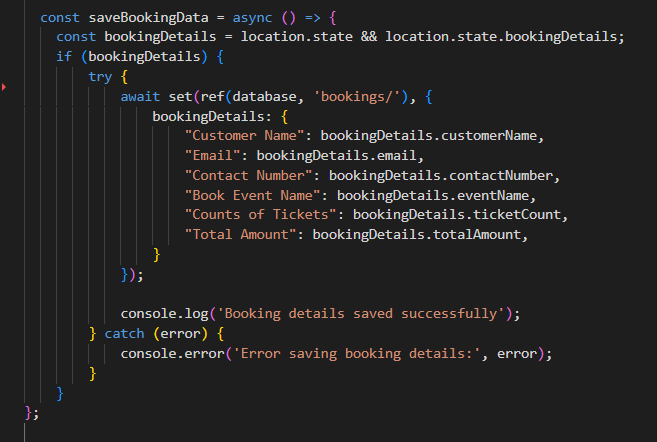 const saveBookingData = async () => {
const bookingDetails = location.state && location.state.bookingDetails;
if (bookingDetails) {
try {
await set(ref(database, 'bookings/'), {
bookingDetails: {
"Customer Name": bookingDetails.customerName,
"Email": bookingDetails.email,
"Contact Number": bookingDetails.contactNumber,
"Book Event Name": bookingDetails.eventName,
"Counts of Tickets": bookingDetails.ticketCount,
"Total Amount": bookingDetails.totalAmount,
}
});
console.log('Booking details saved successfully');
} catch (error) {
console.error('Error saving booking details:', error);
}
}
};